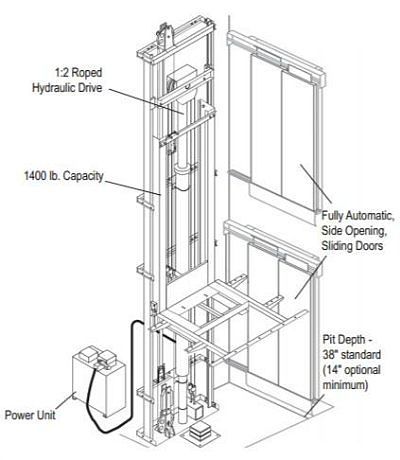 1:2 Roped
Hydraulic Drive
1400 lb. Capacity
Fully Automatic,
Side Opening,
Sliding Doors
Pit Depth -
38" standard
(14" optional
minimum)
Power Unit